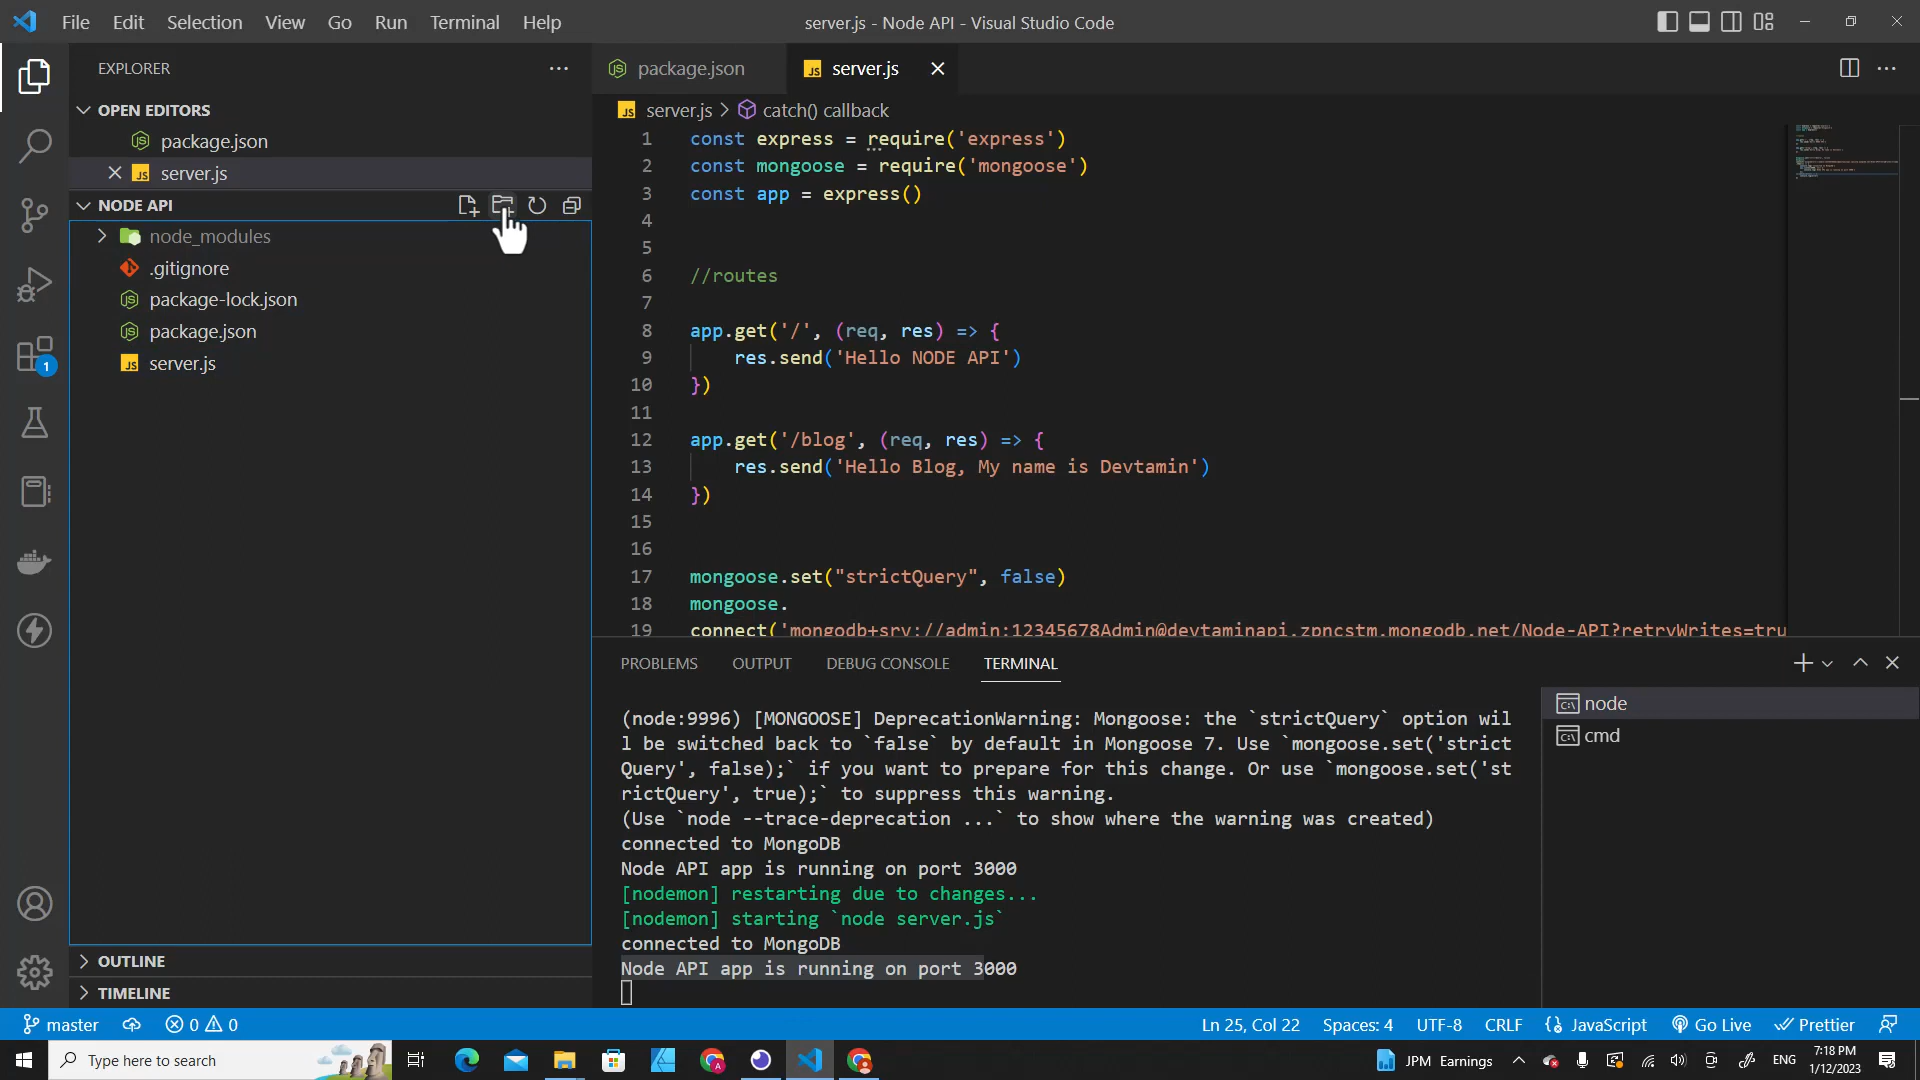 File Edit Selection View Go Run Terminal Help
server.js - Node API - Visual Studio Code
EXPLORER
OPEN EDITORS
package.json
server.js
NODE API
node_modules
.gitignore
package-lock.json
package.json
server.js
1
OUTLINE
TIMELINE
package.json server.js
server.js > catch() callback
1 const express = require('express')
2 const mongoose = require('mongoose')
3 const app = express()
4
5
6 //routes
7
8 app.get('/', (req, res) => {
9 res.send('Hello NODE API')
10 })
11
12 app.get('/blog', (req, res) => {
13 res.send('Hello Blog, My name is Devtamin')
14 })
15
16
17 mongoose.set("strictQuery", false)
18 mongoose.
19 connect('mongodb+srv://admin:12345678Admin@devtaminapi.zpncstm.mongodb.net/Node-API?retryWrites=tru
PROBLEMS OUTPUT DEBUG CONSOLE TERMINAL
(node:9996) [MONGOOSE] DeprecationWarning: Mongoose: the `strictQuery` option wil
l be switched back to `false` by default in Mongoose 7. Use `mongoose.set('strict
Query', false);` if you want to prepare for this change. Or use `mongoose.set('st
rictQuery', true);` to suppress this warning.
(Use `node --trace-deprecation ...` to show where the warning was created)
connected to MongoDB
Node API app is running on port 3000
[nodemon] restarting due to changes...
[nodemon] starting `node server.js`
connected to MongoDB
Node API app is running on port 3000
node
cmd
master 0 0 Ln 25, Col 22 Spaces: 4 UTF-8 CRLF JavaScript Go Live Prettier
Type here to search
JPM Earnings ENG 7:18 PM
1/12/2023